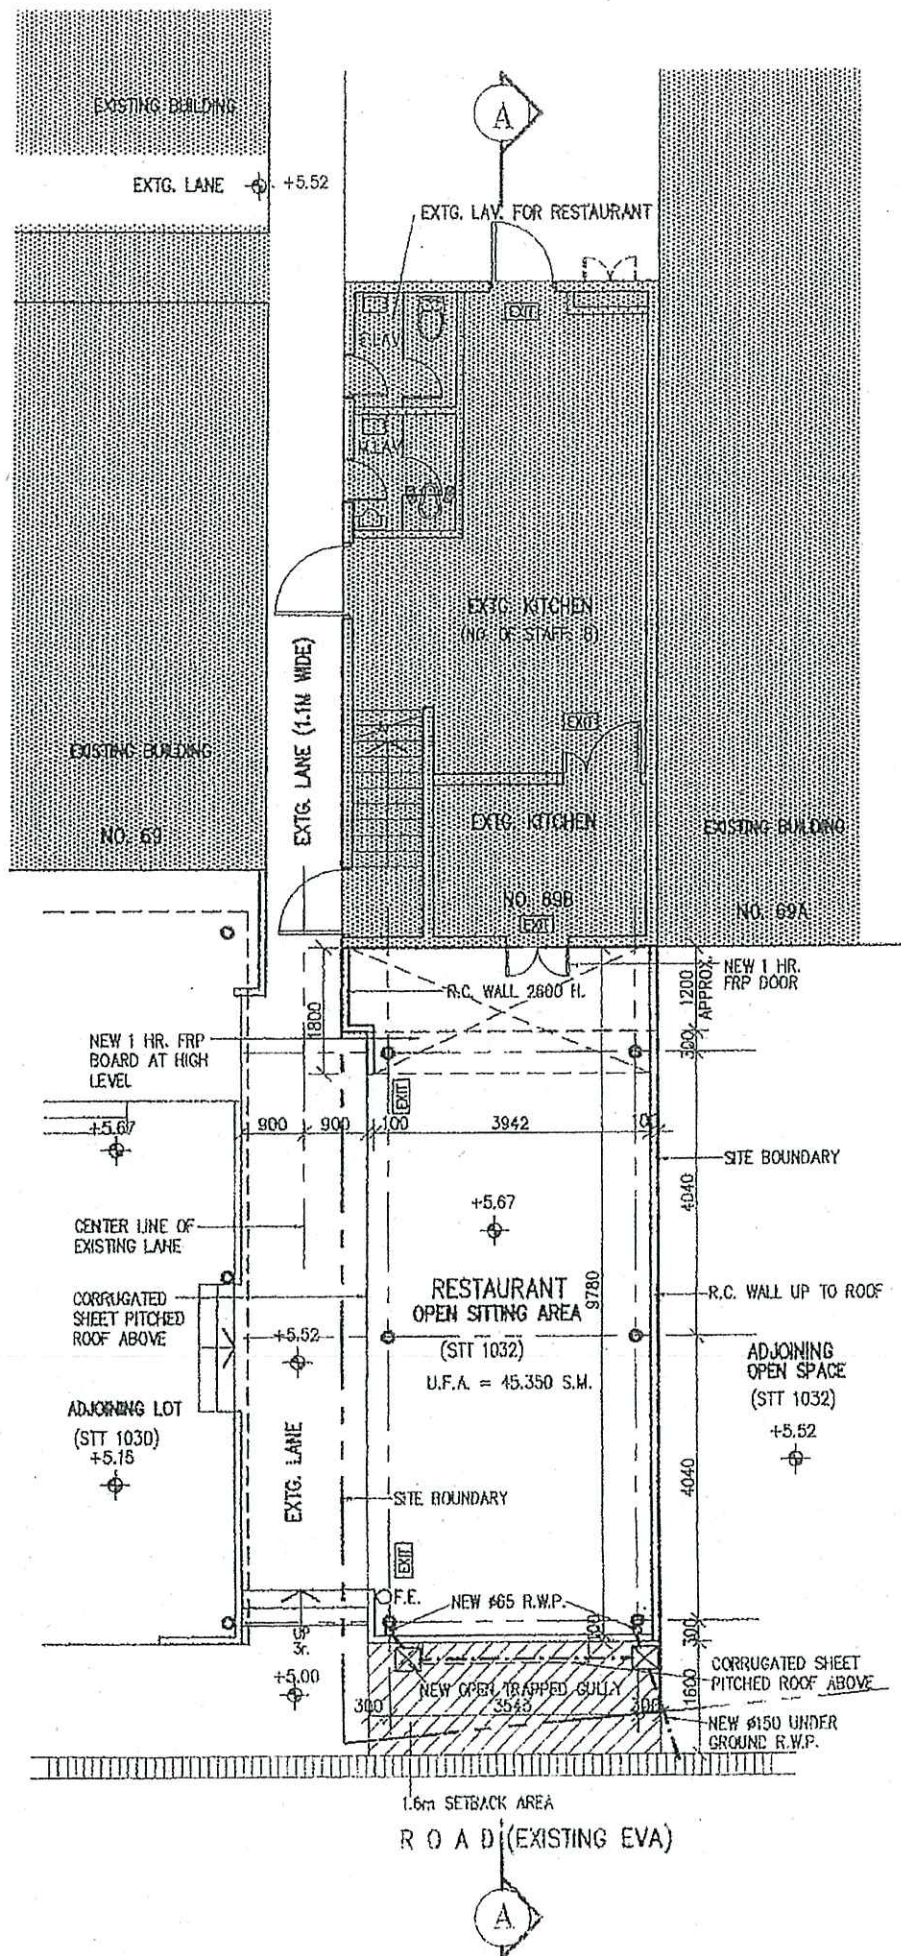 EXISTING BUILDING
A
EXTG. LANE
+5.52
EXTG. LAV. FOR RESTAURANT
EXIT
F.LAV
M.LAV
EXTG. KITCHEN
(NO. OF STAFF: 8)
EXTG. LANE (1.1M WIDE)
EXISTING BUILDING
NO. 69
EXIT
EXTG. KITCHEN
EXISTING BUILDING
NO. 69B
EXIT
NO. 69A
R.C. WALL 2600 H.
NEW 1 HR.
FRP DOOR
1200
APPROX.
1800
300
NEW 1 HR. FRP
BOARD AT HIGH
LEVEL
EXIT
+5.67
900
900
100
3942
100
SITE BOUNDARY
4040
+5.67
CENTER LINE OF
EXISTING LANE
9780
RESTAURANT
OPEN SITTING AREA
(STT 1032)
U.F.A. = 45.350 S.M.
R.C. WALL UP TO ROOF
CORRUGATED
SHEET PITCHED
ROOF ABOVE
+5.52
ADJOINING
OPEN SPACE
(STT 1032)
+5.52
ADJOINING LOT
(STT 1030)
+5.15
EXTG. LANE
4040
SITE BOUNDARY
EXIT
F.E.
NEW ø65 R.W.P.
300
+5.00
NEW OPEN TRAPPED GULLY
300
3543
300
1600
CORRUGATED SHEET
PITCHED ROOF ABOVE
NEW ø150 UNDER
GROUND R.W.P.
1.6m SETBACK AREA
ROAD (EXISTING EVA)
A